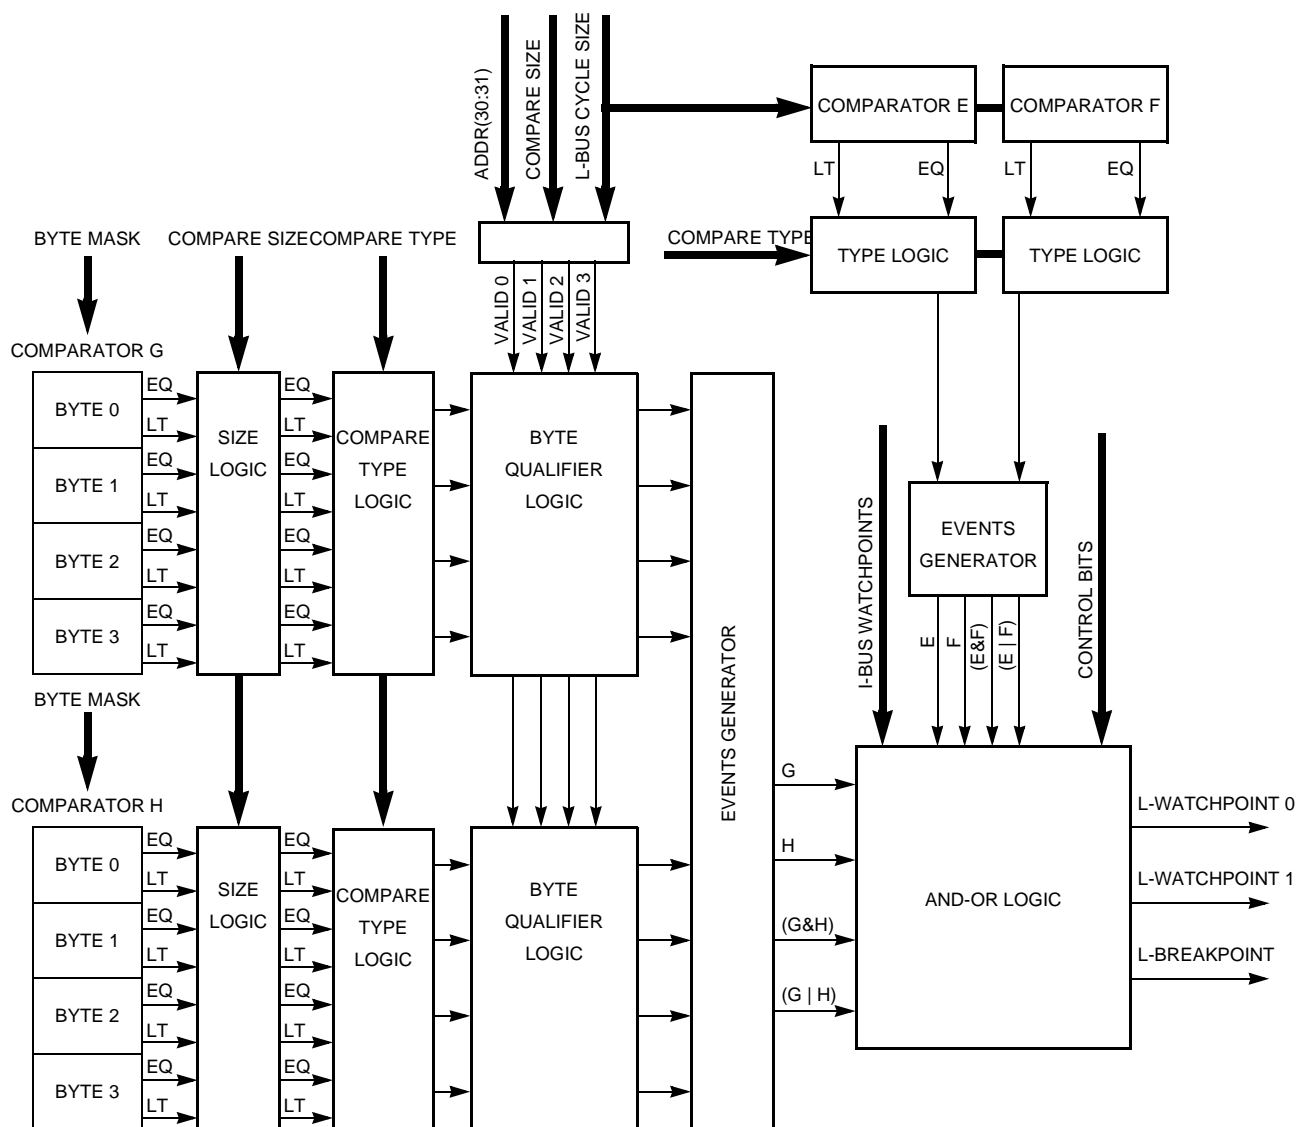 ADDR(30:31)
COMPARE SIZE
L-BUS CYCLE SIZE
COMPARATOR E
COMPARATOR F
LT
EQ
LT
EQ
BYTE MASK
COMPARE SIZE
COMPARE TYPE
COMPARE TYPE
TYPE LOGIC
TYPE LOGIC
VALID 0
VALID 1
VALID 2
VALID 3
COMPARATOR G
BYTE 0
BYTE 1
BYTE 2
BYTE 3
EQ
LT
EQ
LT
EQ
LT
EQ
LT
SIZE
LOGIC
EQ
LT
EQ
LT
EQ
LT
EQ
LT
COMPARE
TYPE
LOGIC
BYTE
QUALIFIER
LOGIC
EVENTS GENERATOR
I-BUS WATCHPOINTS
EVENTS
GENERATOR
CONTROL BITS
E
F
(E&F)
(E | F)
BYTE MASK
COMPARATOR H
BYTE 0
BYTE 1
BYTE 2
BYTE 3
EQ
LT
EQ
LT
EQ
LT
EQ
LT
SIZE
LOGIC
EQ
LT
EQ
LT
EQ
LT
EQ
LT
COMPARE
TYPE
LOGIC
BYTE
QUALIFIER
LOGIC
G
H
(G&H)
(G | H)
AND-OR LOGIC
L-WATCHPOINT 0
L-WATCHPOINT 1
L-BREAKPOINT